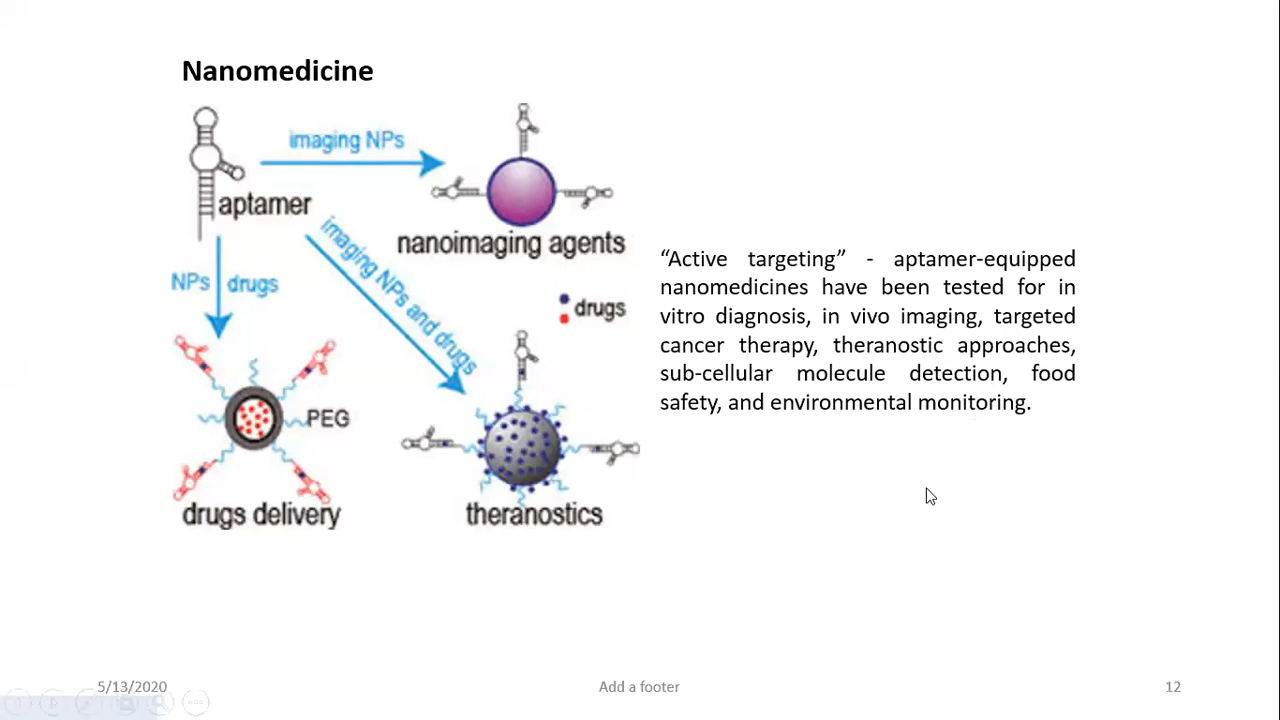 Nanomedicine
imaging NPs
aptamer
nanoimaging agents
imaging NPs and drugs
NPs drugs
drugs
PEG
drugs delivery
theranostics
“Active targeting” - aptamer-equipped
nanomedicines have been tested for in
vitro diagnosis, in vivo imaging, targeted
cancer therapy, theranostic approaches,
sub-cellular molecule detection, food
safety, and environmental monitoring.
5/13/2020
Add a footer
12